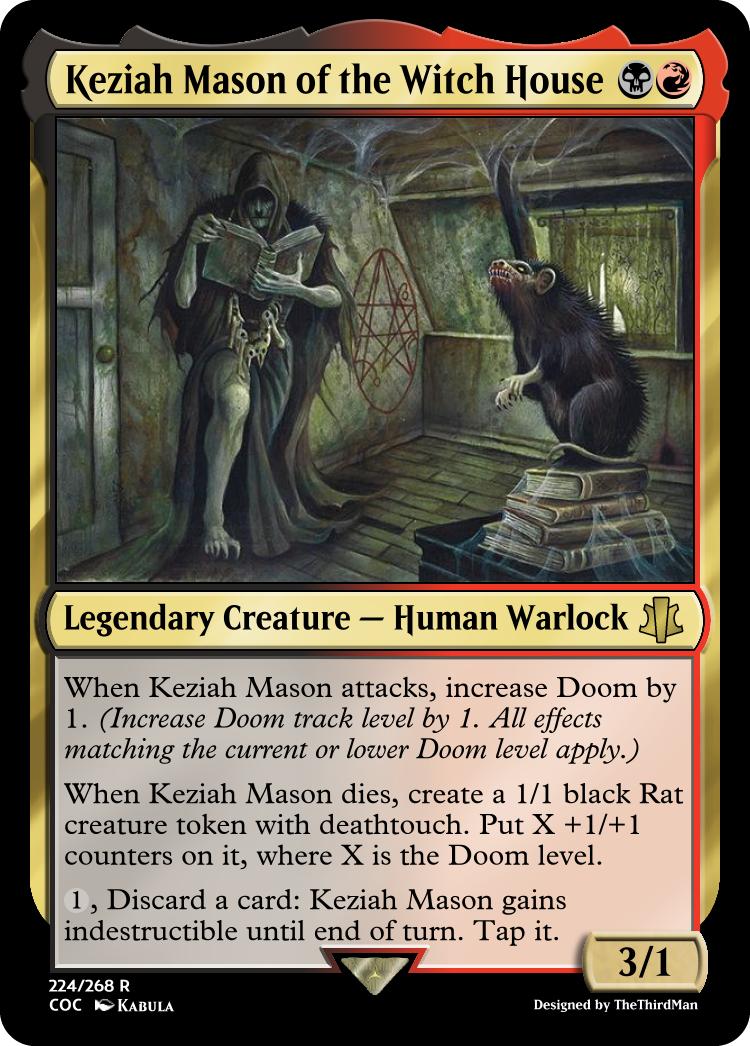 Keziah Mason of the Witch House
Legendary Creature — Human Warlock
When Keziah Mason attacks, increase Doom by
1. (Increase Doom track level by 1. All effects
matching the current or lower Doom level apply.)
When Keziah Mason dies, create a 1/1 black Rat
creature token with deathtouch. Put X +1/+1
counters on it, where X is the Doom level.
1, Discard a card: Keziah Mason gains
indestructible until end of turn. Tap it.
3/1
224/268 R
COC Kabula
Designed by TheThirdMan